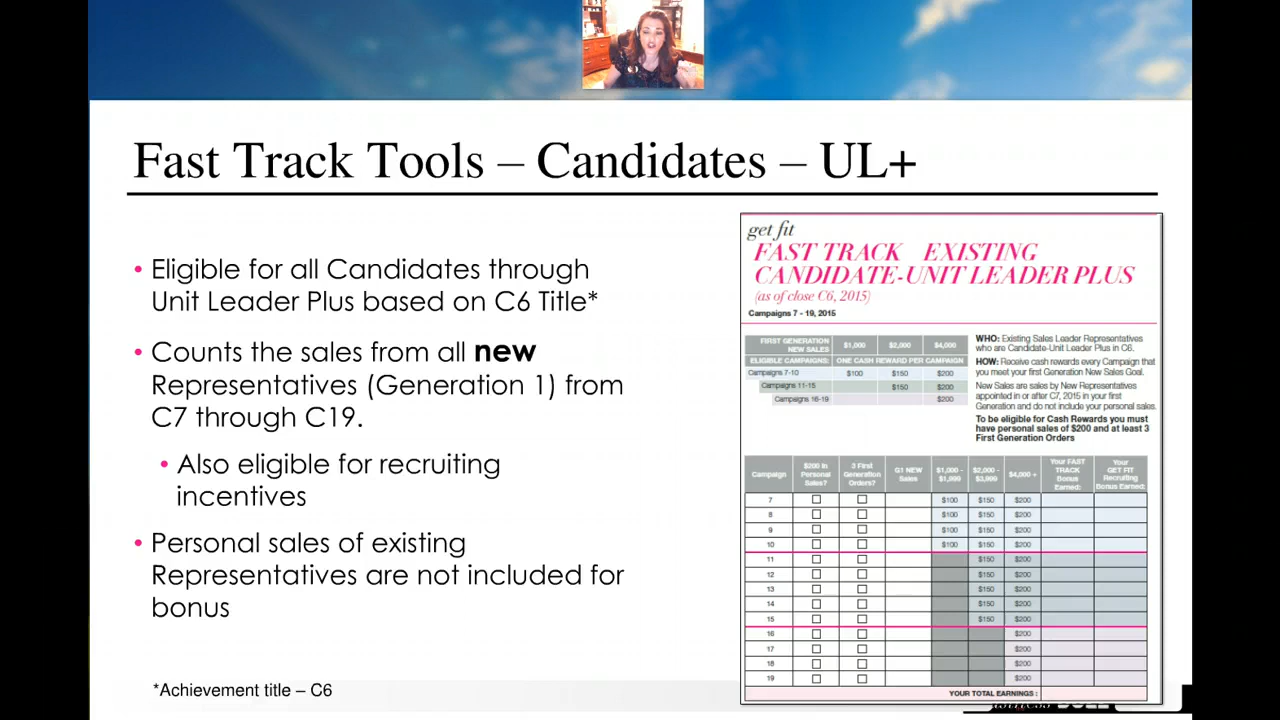 Fast Track Tools – Candidates – UL+
• Eligible for all Candidates through
Unit Leader Plus based on C6 Title*
• Counts the sales from all new
Representatives (Generation 1) from
C7 through C19.
• Also eligible for recruiting
incentives
• Personal sales of existing
Representatives are not included for
bonus
*Achievement title – C6
get fit
FAST TRACK EXISTING
CANDIDATE-UNIT LEADER PLUS
(as of close C6, 2015)
Campaigns 7 - 19, 2015
FIRST GENERATION NEW SALES $1,000 $2,000 $4,000
ELIGIBLE CAMPAIGNS: ONE CASH REWARD PER CAMPAIGN
Campaigns 7-10 $100 $150 $200
Campaigns 11-15 $150 $200
Campaigns 16-19 $200
WHO: Existing Sales Leader Representatives
who are Candidate-Unit Leader Plus in C6.
HOW: Receive cash rewards every Campaign that
you meet your first Generation New Sales Goal.
New Sales are sales by New Representatives
appointed in or after C7, 2015 in your first
Generation and do not include your personal sales.
To be eligible for Cash Rewards you must
have personal sales of $200 and at least 3
First Generation Orders
Campaign $200 in Personal Sales? 3 First Generation Orders? G1 NEW Sales $1,000 - $1,999 $2,000 - $3,999 $4,000 + Your FAST TRACK Bonus Earned: Your GET FIT Recruiting Bonus Earned:
7 $100 $150 $200
8 $100 $150 $200
9 $100 $150 $200
10 $100 $150 $200
11 $150 $200
12 $150 $200
13 $150 $200
14 $150 $200
15 $150 $200
16 $200
17 $200
18 $200
19 $200
YOUR TOTAL EARNINGS :